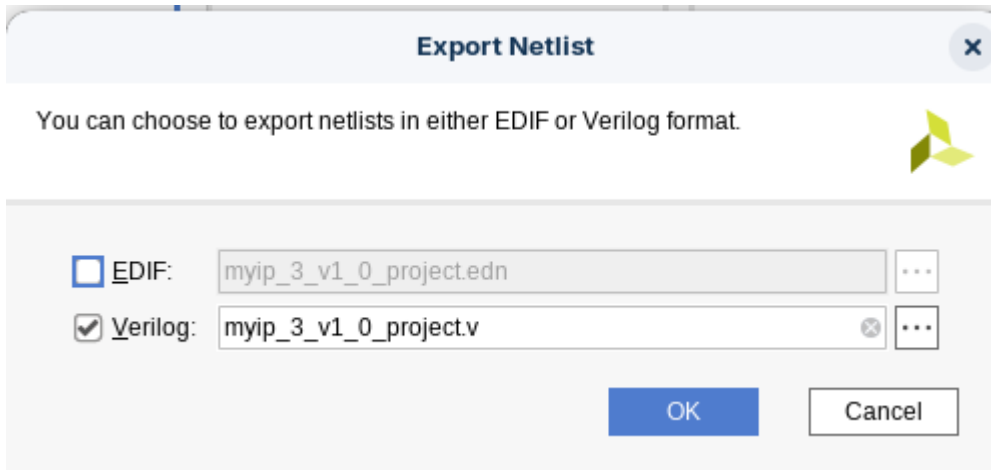 Export Netlist
You can choose to export netlists in either EDIF or Verilog format.
EDIF: myip_3_v1_0_project.edn ...
Verilog: myip_3_v1_0_project.v ...
OK Cancel